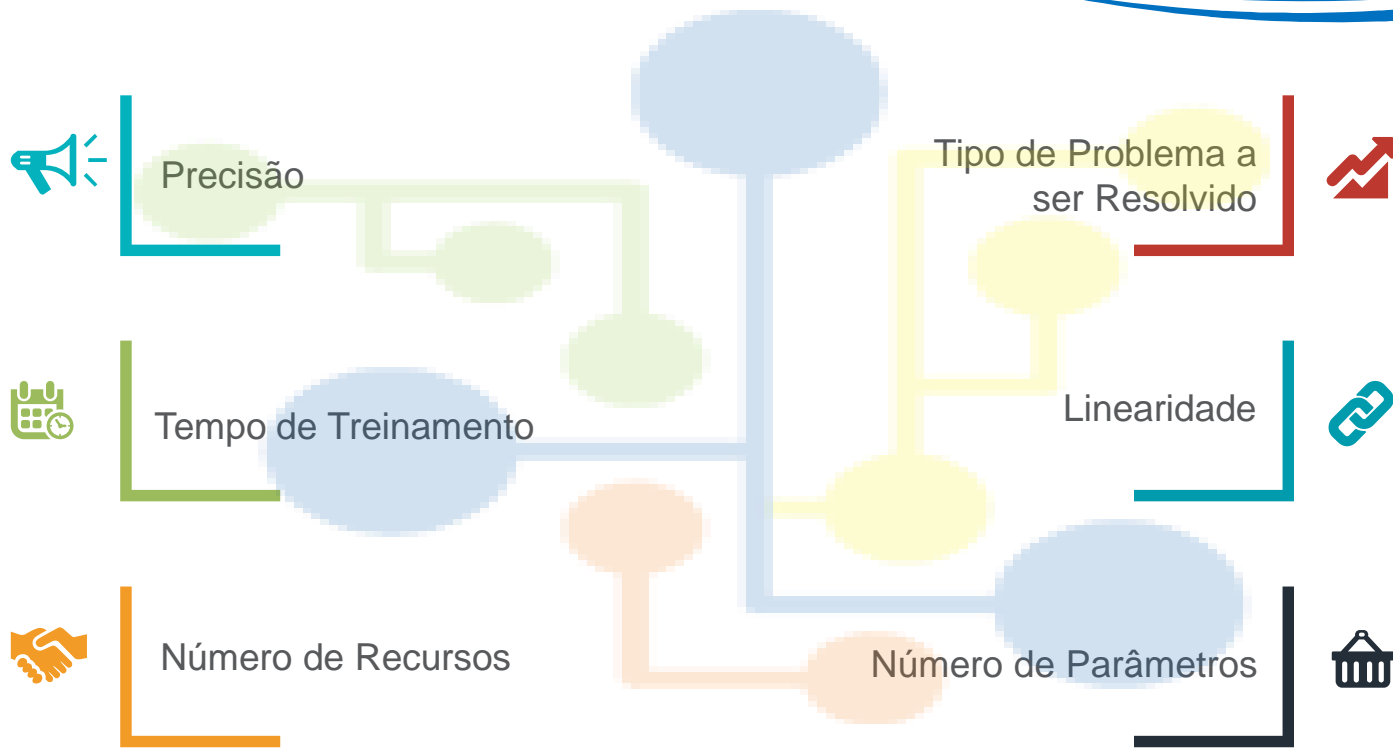 Precisão
Tempo de Treinamento
Número de Recursos
Tipo de Problema a
ser Resolvido
Linearidade
Número de Parâmetros